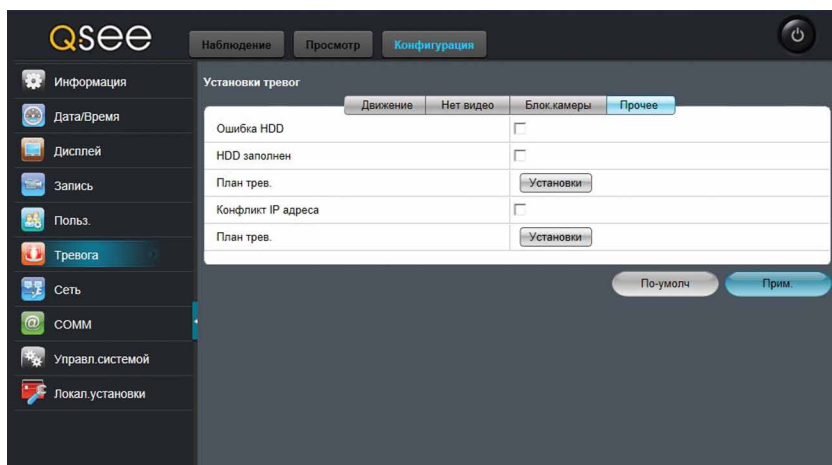 Qsee
Наблюдение Просмотр Конфигурация
Информация
Дата/Время
Дисплей
Запись
Польз.
Тревога
Сеть
COMM
Управл.системой
Локал.установки
Установки тревог
Движение Нет видео Блок.камеры Прочее
Ошибка HDD
HDD заполнен
План трев. Установки
Конфликт IP адреса
План трев. Установки
По-умолч Прим.